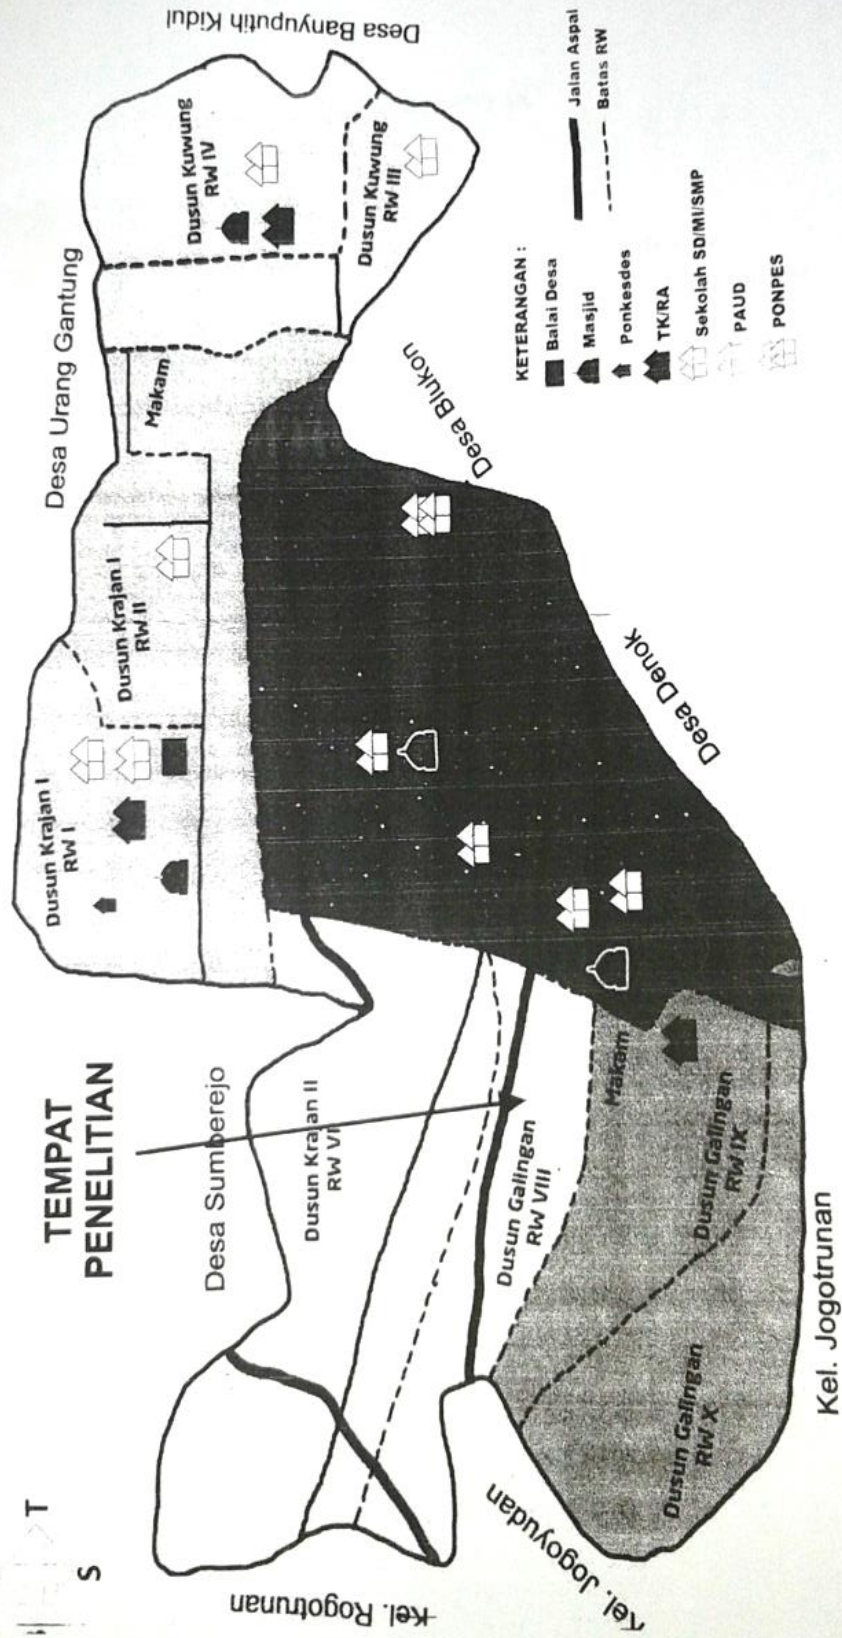 TEMPAT
PENELITIAN
T
S
Desa Sumberejo
Desa Urang Gantung
Desa Banyuputih Kidul
Desa Blukon
Desa Denok
Kel. Jogotrunan
Kel. Jogoyudan
Kel. Rogotrunan
Dusun Krajan I
RW I
Dusun Krajan I
RW II
Makam
Dusun Kuwung
RW IV
Dusun Kuwung
RW III
Dusun Krajan II
Dusun Galingan
RW VIII
Makam
Dusun Galingan
RW IX
Dusun Galingan
RW X
KETERANGAN :
Balai Desa
Masjid
Ponkesdes
TK/RA
Sekolah SD/MI/SMP
PAUD
PONPES
Jalan Aspal
Batas RW